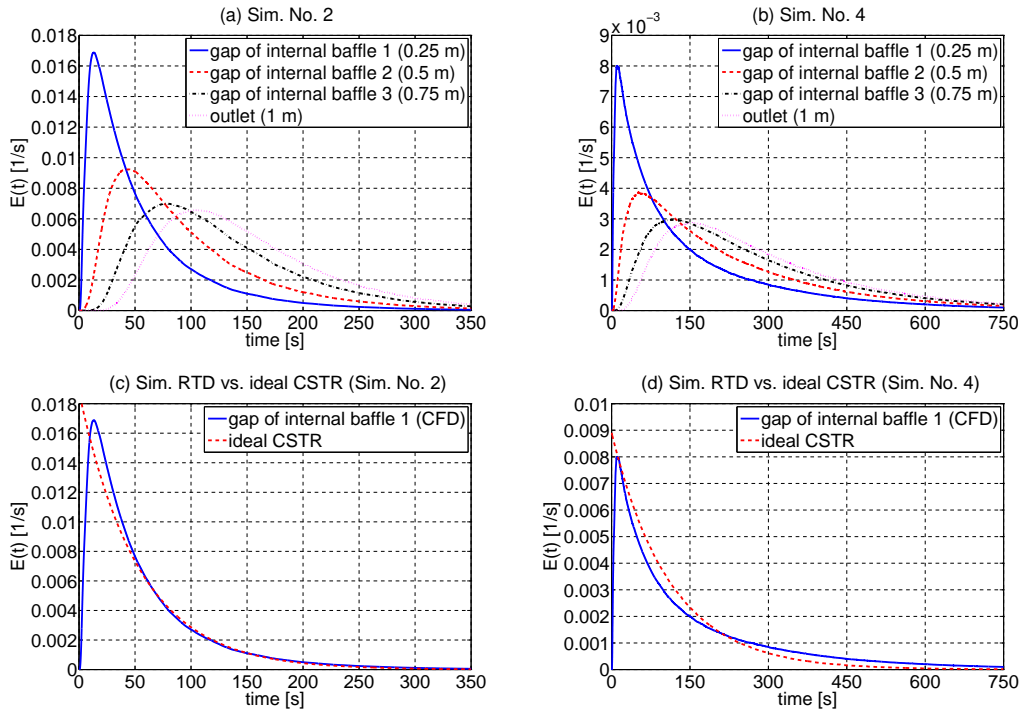 (a) Sim. No. 2
E(t) [1/s]
0.018
0.016
0.014
0.012
0.01
0.008
0.006
0.004
0.002
0
gap of internal baffle 1 (0.25 m)
gap of internal baffle 2 (0.5 m)
gap of internal baffle 3 (0.75 m)
outlet (1 m)
0 50 100 150 200 250 300 350
time [s]
(b) Sim. No. 4
x 10⁻³
E(t) [1/s]
9
8
7
6
5
4
3
2
1
0
gap of internal baffle 1 (0.25 m)
gap of internal baffle 2 (0.5 m)
gap of internal baffle 3 (0.75 m)
outlet (1 m)
0 150 300 450 600 750
time [s]
(c) Sim. RTD vs. ideal CSTR (Sim. No. 2)
E(t) [1/s]
0.018
0.016
0.014
0.012
0.01
0.008
0.006
0.004
0.002
0
gap of internal baffle 1 (CFD)
ideal CSTR
0 50 100 150 200 250 300 350
time [s]
(d) Sim. RTD vs. ideal CSTR (Sim. No. 4)
E(t) [1/s]
0.01
0.009
0.008
0.007
0.006
0.005
0.004
0.003
0.002
0.001
0
gap of internal baffle 1 (CFD)
ideal CSTR
0 150 300 450 600 750
time [s]